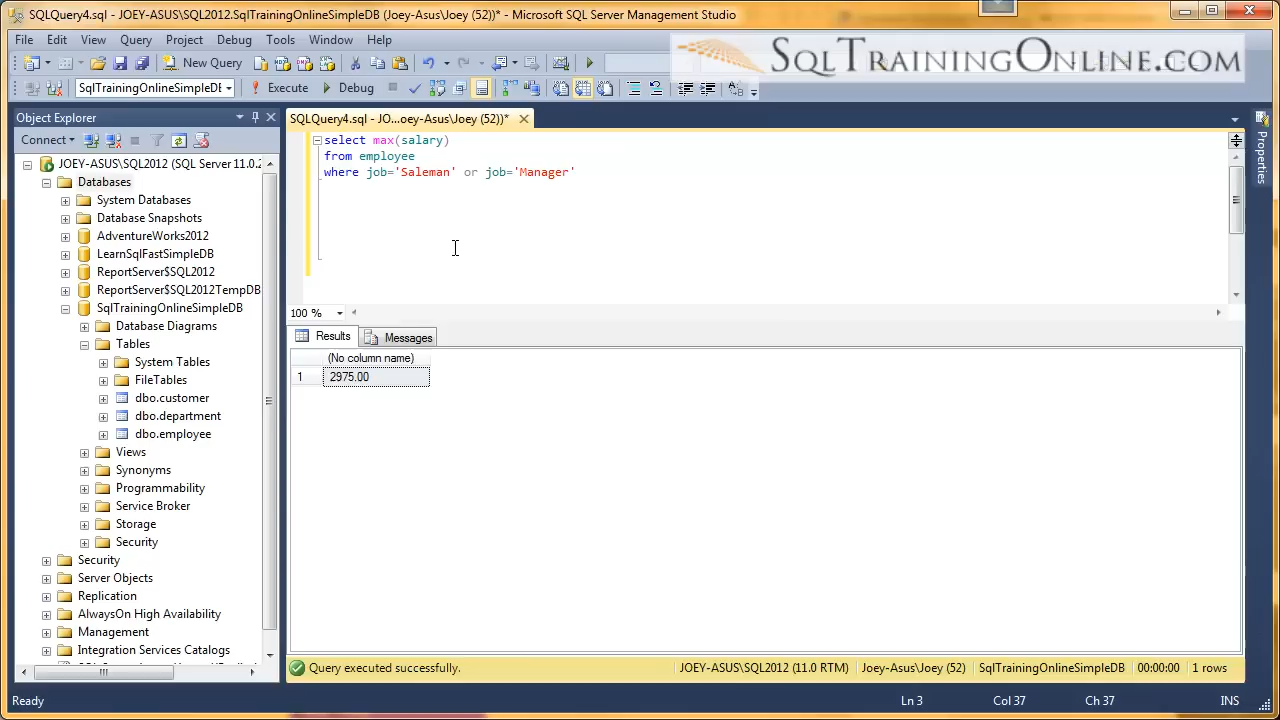 SQLQuery4.sql - JOEY-ASUS\SQL2012.SqlTrainingOnlineSimpleDB (Joey-Asus\Joey (52))* - Microsoft SQL Server Management Studio
File Edit View Query Project Debug Tools Window Help
SQLTRAININGONLINE.COM
New Query
SqlTrainingOnlineSimpleDB Execute Debug
Object Explorer
SQLQuery4.sql - JO...oey-Asus\Joey (52))*
Connect
JOEY-ASUS\SQL2012 (SQL Server 11.0.2
Databases
System Databases
Database Snapshots
AdventureWorks2012
LearnSqlFastSimpleDB
ReportServer$SQL2012
ReportServer$SQL2012TempDB
SqlTrainingOnlineSimpleDB
Database Diagrams
Tables
System Tables
FileTables
dbo.customer
dbo.department
dbo.employee
Views
Synonyms
Programmability
Service Broker
Storage
Security
Security
Server Objects
Replication
AlwaysOn High Availability
Management
Integration Services Catalogs
select max(salary)
from employee
where job='Saleman' or job='Manager'
100 %
Results Messages
(No column name)
1 2975.00
Query executed successfully. JOEY-ASUS\SQL2012 (11.0 RTM) Joey-Asus\Joey (52) SqlTrainingOnlineSimpleDB 00:00:00 1 rows
Properties
Ready Ln 3 Col 37 Ch 37 INS